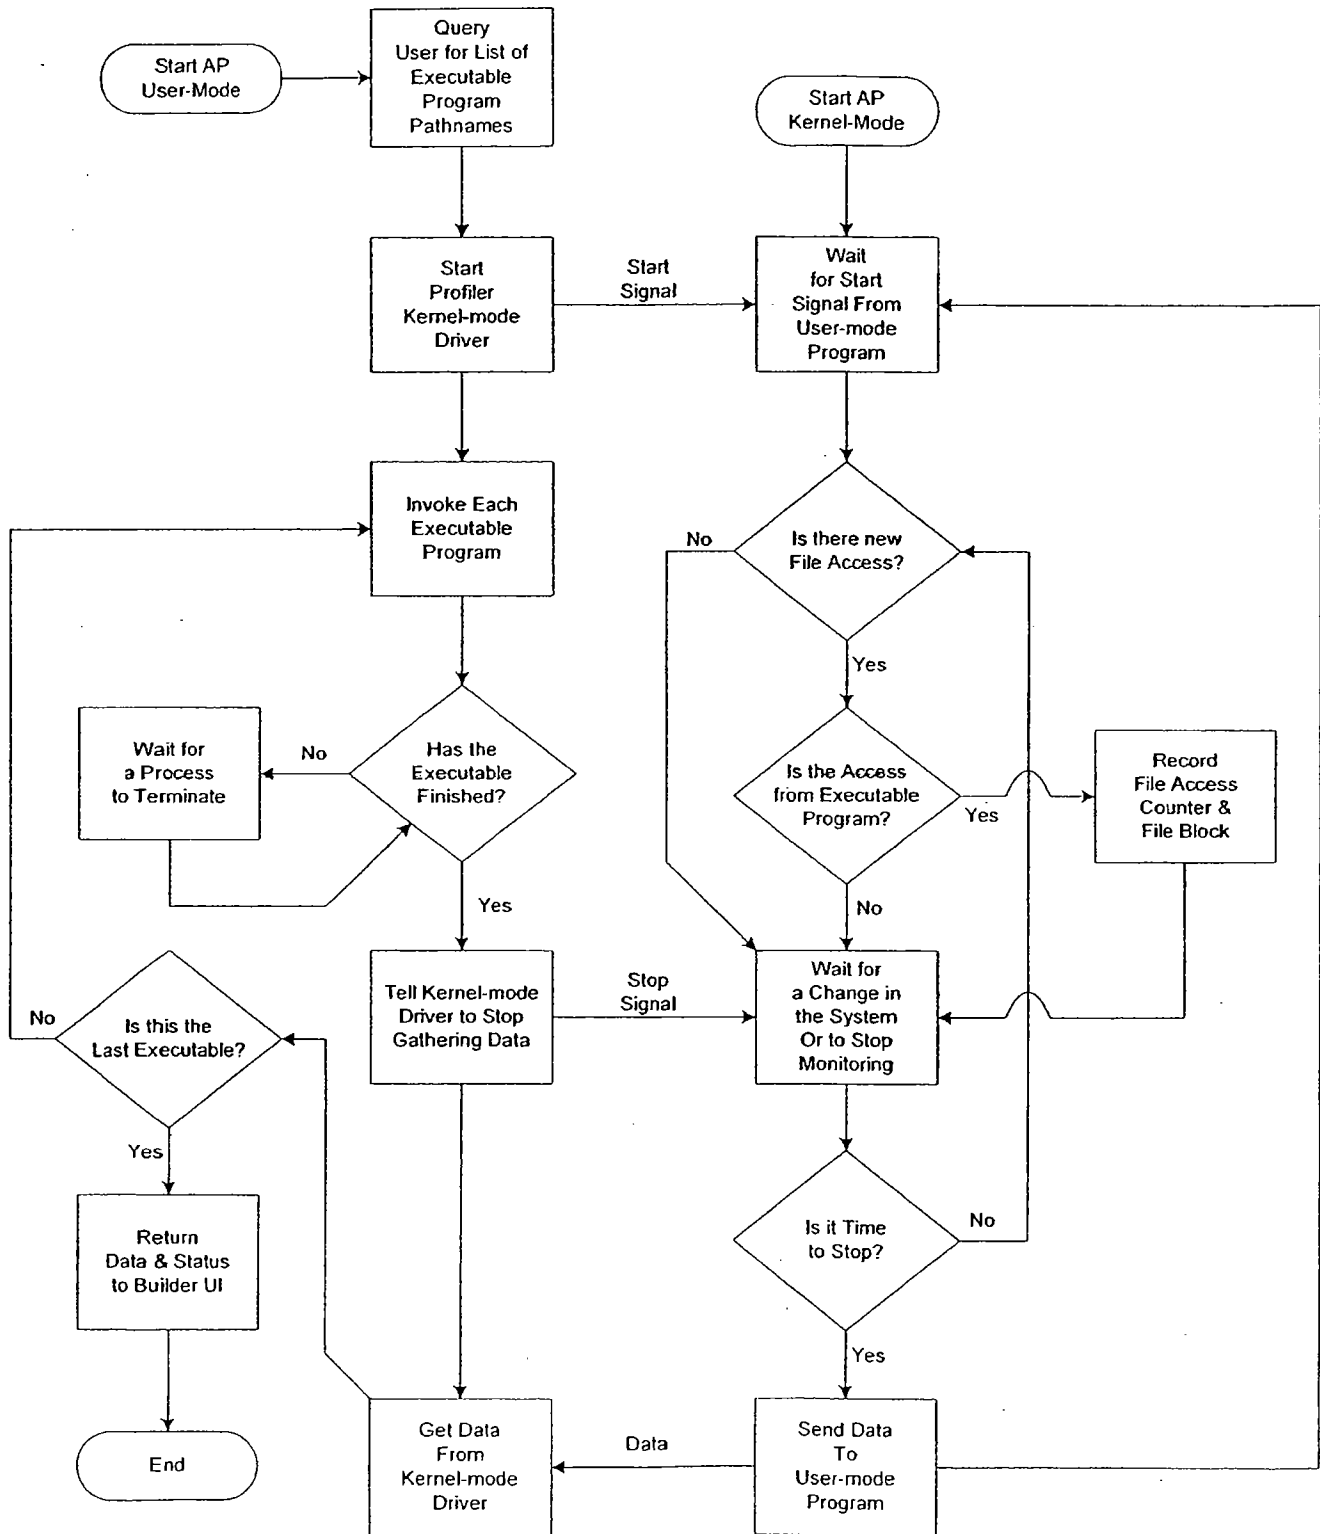 Query
User for List of
Executable
Program
Pathnames
Start AP
User-Mode
Start AP
Kernel-Mode
Start
Profiler
Kernel-mode
Driver
Start
Signal
Wait
for Start
Signal From
User-mode
Program
Invoke Each
Executable
Program
No
Is there new
File Access?
Yes
Wait for
a Process
to Terminate
No
Has the
Executable
Finished?
Is the Access
from Executable
Program?
Yes
Record
File Access
Counter &
File Block
Yes
No
No
Is this the
Last Executable?
Tell Kernel-mode
Driver to Stop
Gathering Data
Stop
Signal
Wait for
a Change in
the System
Or to Stop
Monitoring
Yes
Return
Data & Status
to Builder UI
Is it Time
to Stop?
No
Yes
End
Get Data
From
Kernel-mode
Driver
Data
Send Data
To
User-mode
Program